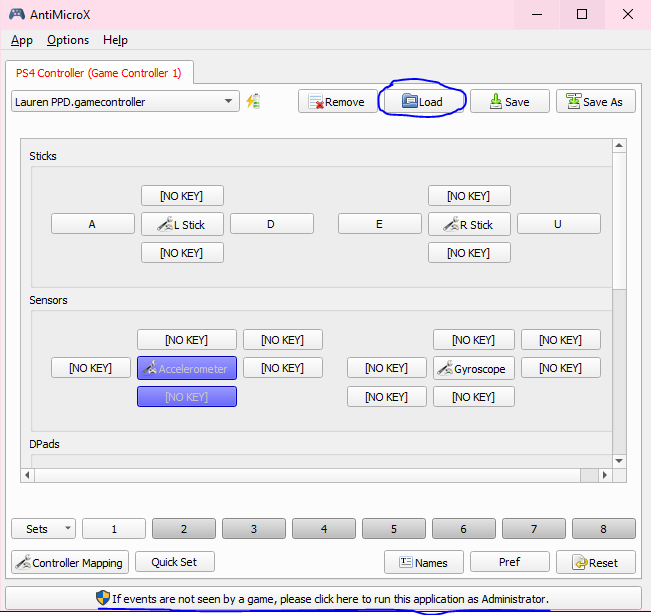 AntiMicroX
App Options Help
PS4 Controller (Game Controller 1)
Lauren PPD.gamecontroller Remove Load Save Save As
Sticks
[NO KEY] [NO KEY]
A L Stick D E R Stick U
[NO KEY] [NO KEY]
Sensors
[NO KEY] [NO KEY] [NO KEY] [NO KEY]
[NO KEY] Accelerometer [NO KEY] [NO KEY] Gyroscope [NO KEY]
[NO KEY] [NO KEY] [NO KEY]
DPads
Sets 1 2 3 4 5 6 7 8
Controller Mapping Quick Set Names Pref Reset
If events are not seen by a game, please click here to run this application as Administrator.